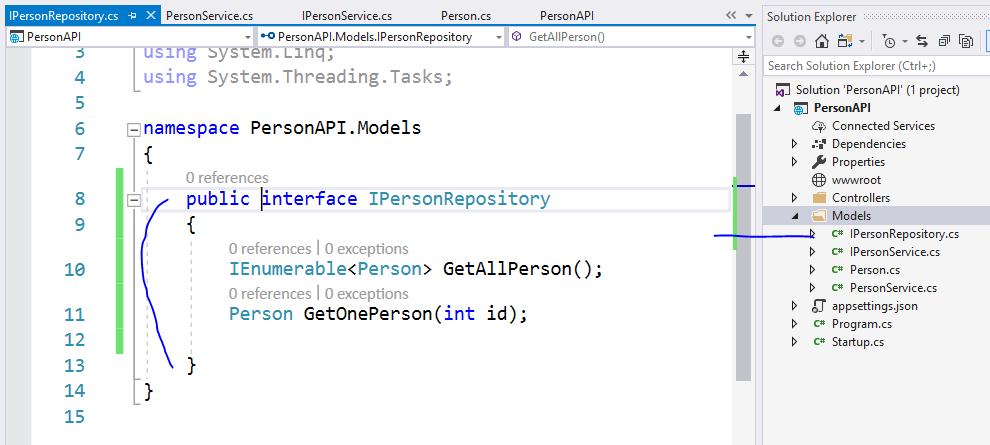 IPersonRepository.cs PersonService.cs IPersonService.cs Person.cs PersonAPI
PersonAPI PersonAPI.Models.IPersonRepository GetAllPerson()
3 using System.Linq;
4 using System.Threading.Tasks;
5
6 namespace PersonAPI.Models
7 {
0 references
8 public interface IPersonRepository
9 {
0 references | 0 exceptions
10 IEnumerable<Person> GetAllPerson();
0 references | 0 exceptions
11 Person GetOnePerson(int id);
12
13 }
14 }
15
Solution Explorer
Search Solution Explorer (Ctrl+;)
Solution 'PersonAPI' (1 project)
PersonAPI
Connected Services
Dependencies
Properties
wwwroot
Controllers
Models
C# IPersonRepository.cs
C# IPersonService.cs
C# Person.cs
C# PersonService.cs
appsettings.json
C# Program.cs
C# Startup.cs